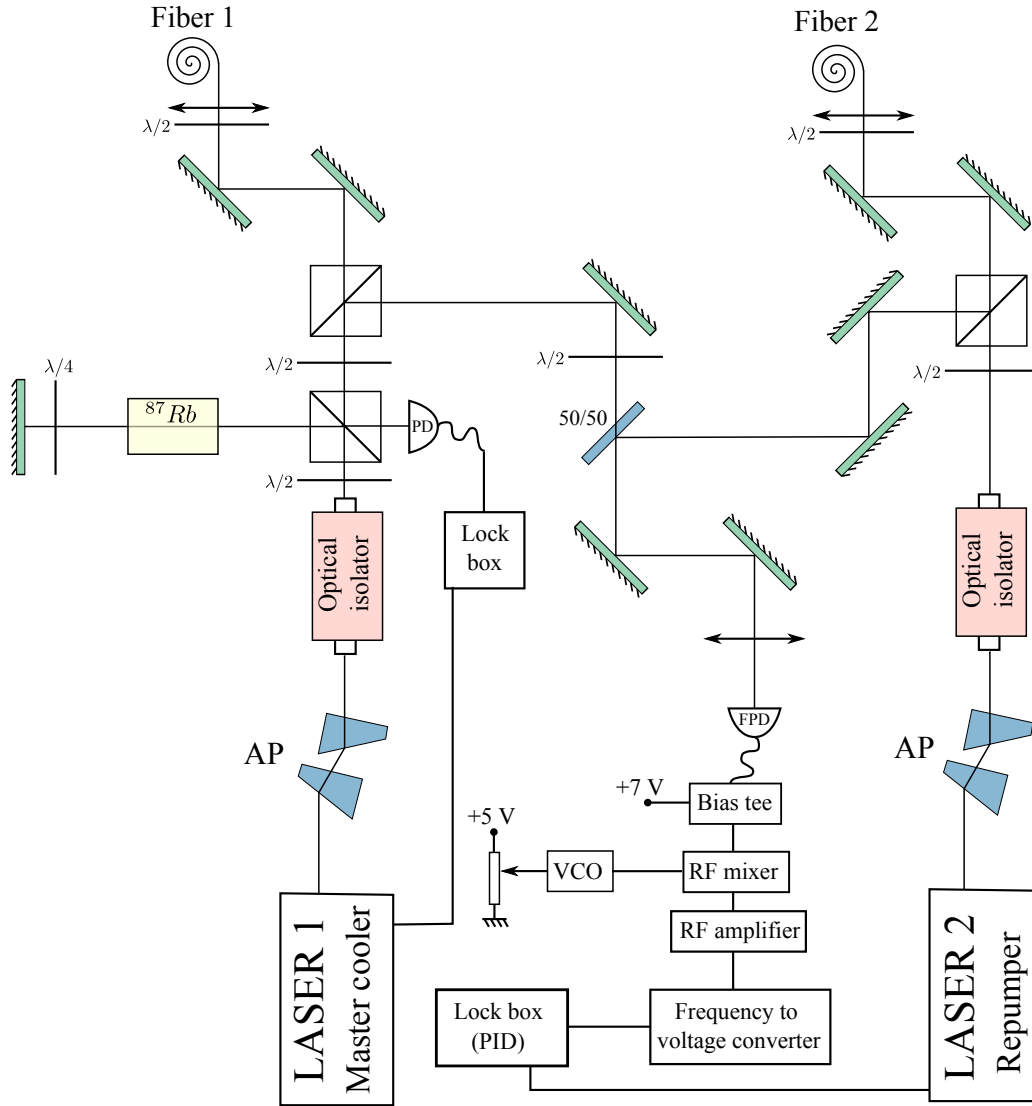 Fiber 1
Fiber 2
λ/2
λ/2
λ/4
λ/2
λ/2
λ/2
⁸⁷Rb
PD
50/50
λ/2
Lock
box
Optical
isolator
Optical
isolator
FPD
AP
AP
+7 V
Bias tee
+5 V
VCO
RF mixer
RF amplifier
LASER 1
Master cooler
LASER 2
Repumper
Lock box
(PID)
Frequency to
voltage converter